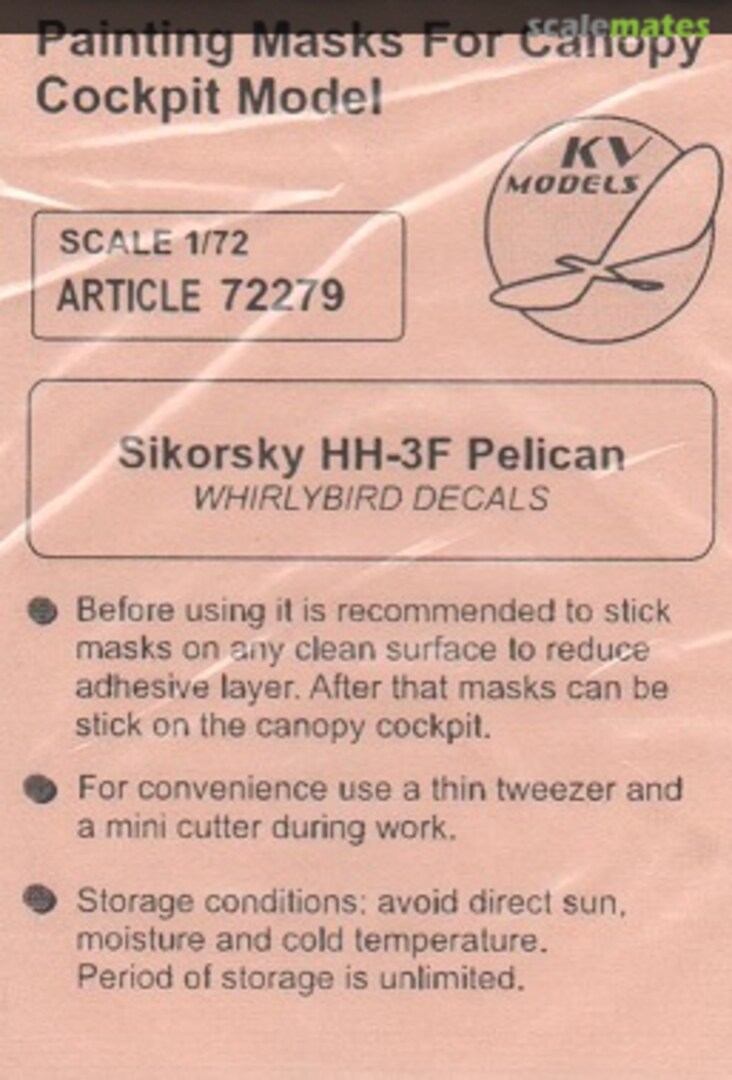 scalemates
Painting Masks For Canopy
Cockpit Model
KV
MODELS
SCALE 1/72
ARTICLE 72279
Sikorsky HH-3F Pelican
WHIRLYBIRD DECALS
Before using it is recommended to stick
masks on any clean surface to reduce
adhesive layer. After that masks can be
stick on the canopy cockpit.
For convenience use a thin tweezer and
a mini cutter during work.
Storage conditions: avoid direct sun,
moisture and cold temperature.
Period of storage is unlimited.